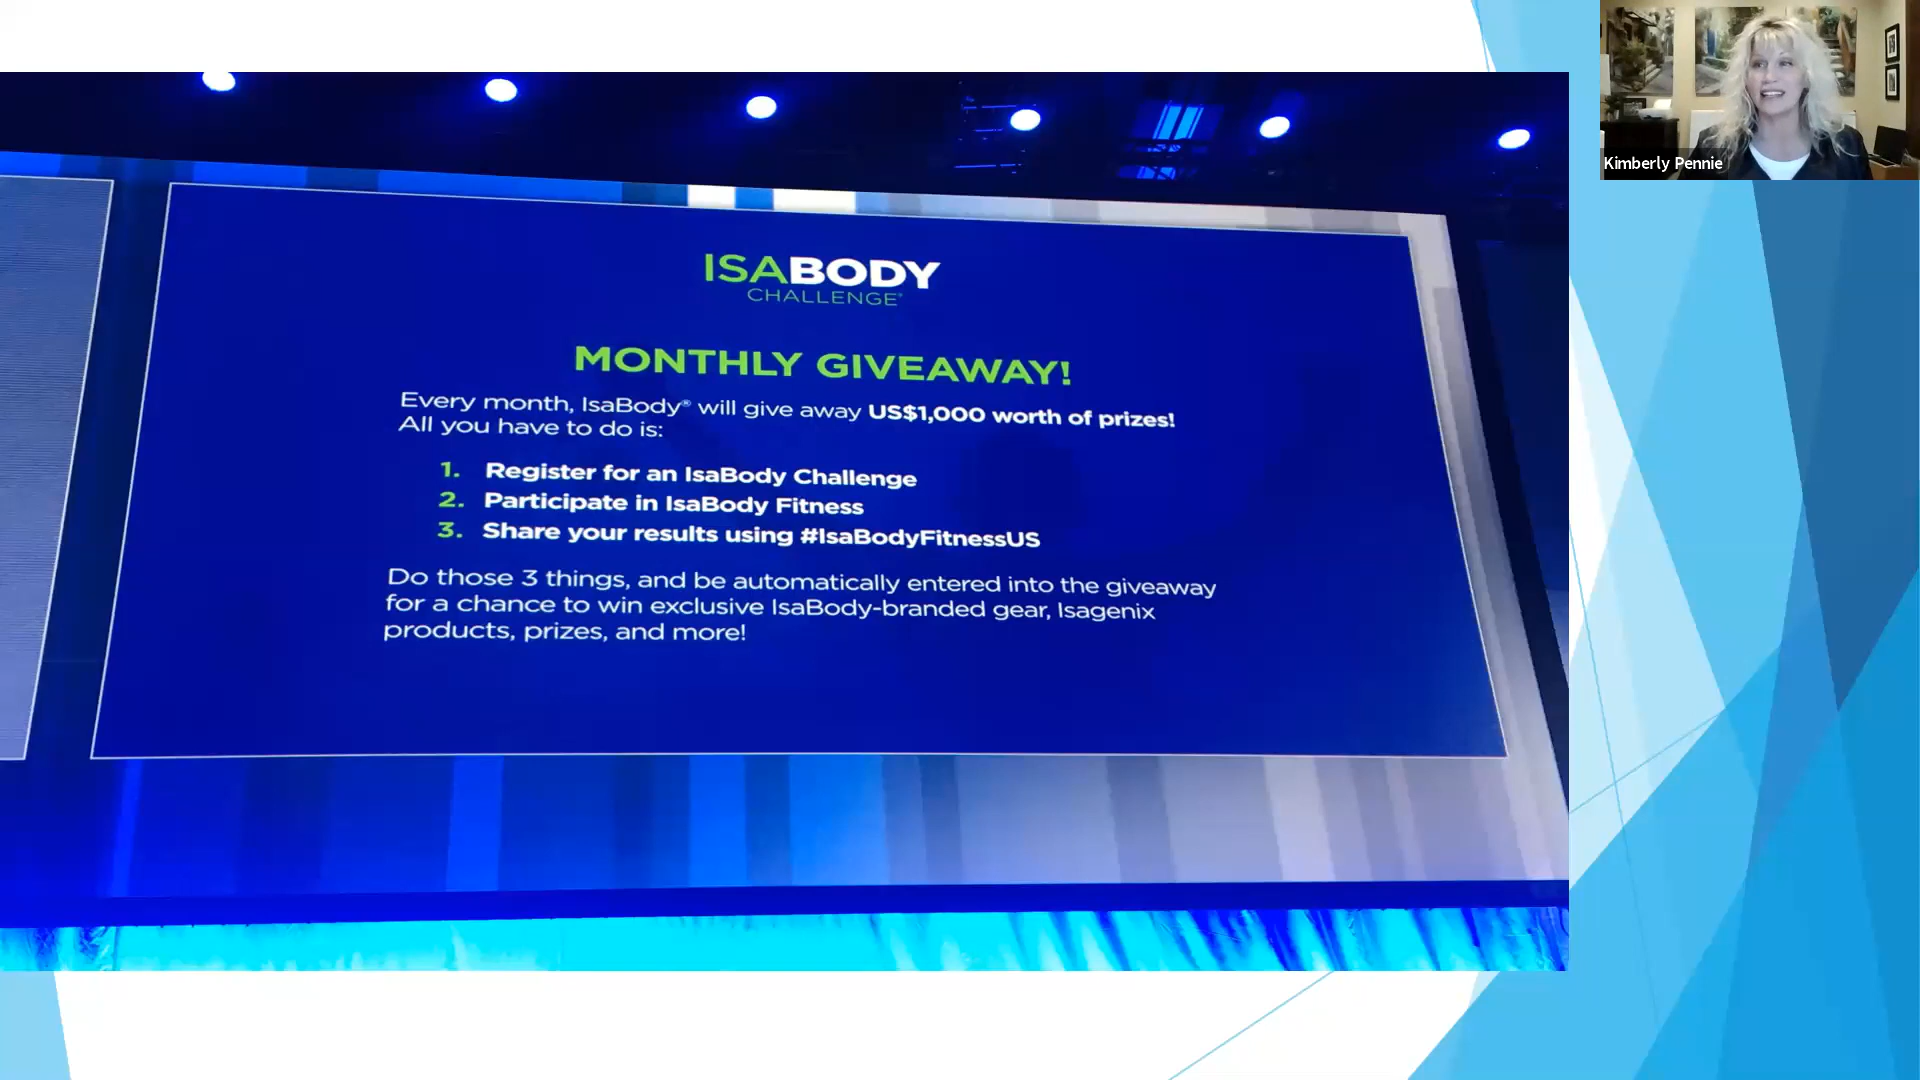 Kimberly Pennie
ISABODY
CHALLENGE®
MONTHLY GIVEAWAY!
Every month, IsaBody® will give away US$1,000 worth of prizes!
All you have to do is:
1. Register for an IsaBody Challenge
2. Participate in IsaBody Fitness
3. Share your results using #IsaBodyFitnessUS
Do those 3 things, and be automatically entered into the giveaway
for a chance to win exclusive IsaBody-branded gear, Isagenix
products, prizes, and more!